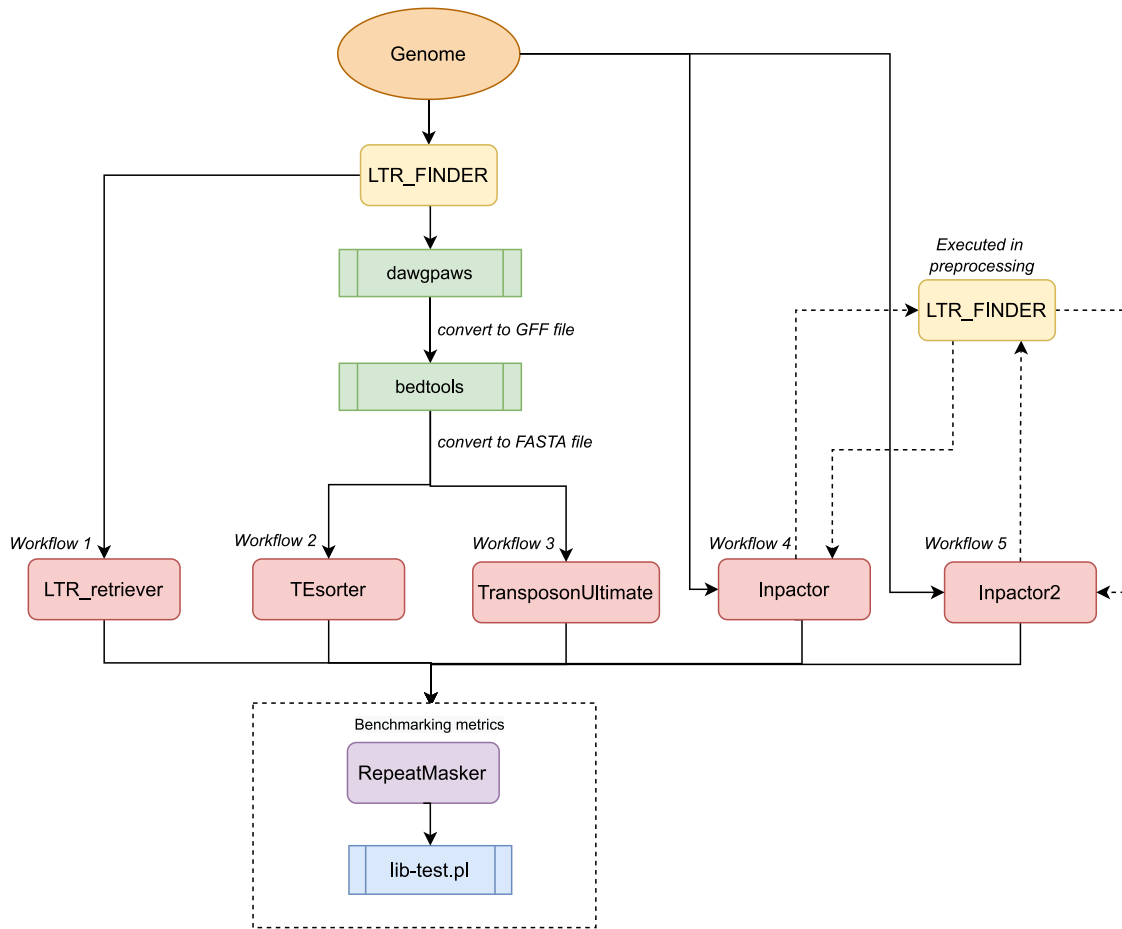 Genome
LTR_FINDER
dawgpaws
convert to GFF file
bedtools
convert to FASTA file
Executed in
preprocessing
LTR_FINDER
Workflow 1
LTR_retriever
Workflow 2
TEsorter
Workflow 3
TransposonUltimate
Workflow 4
Inpactor
Workflow 5
Inpactor2
Benchmarking metrics
RepeatMasker
lib-test.pl